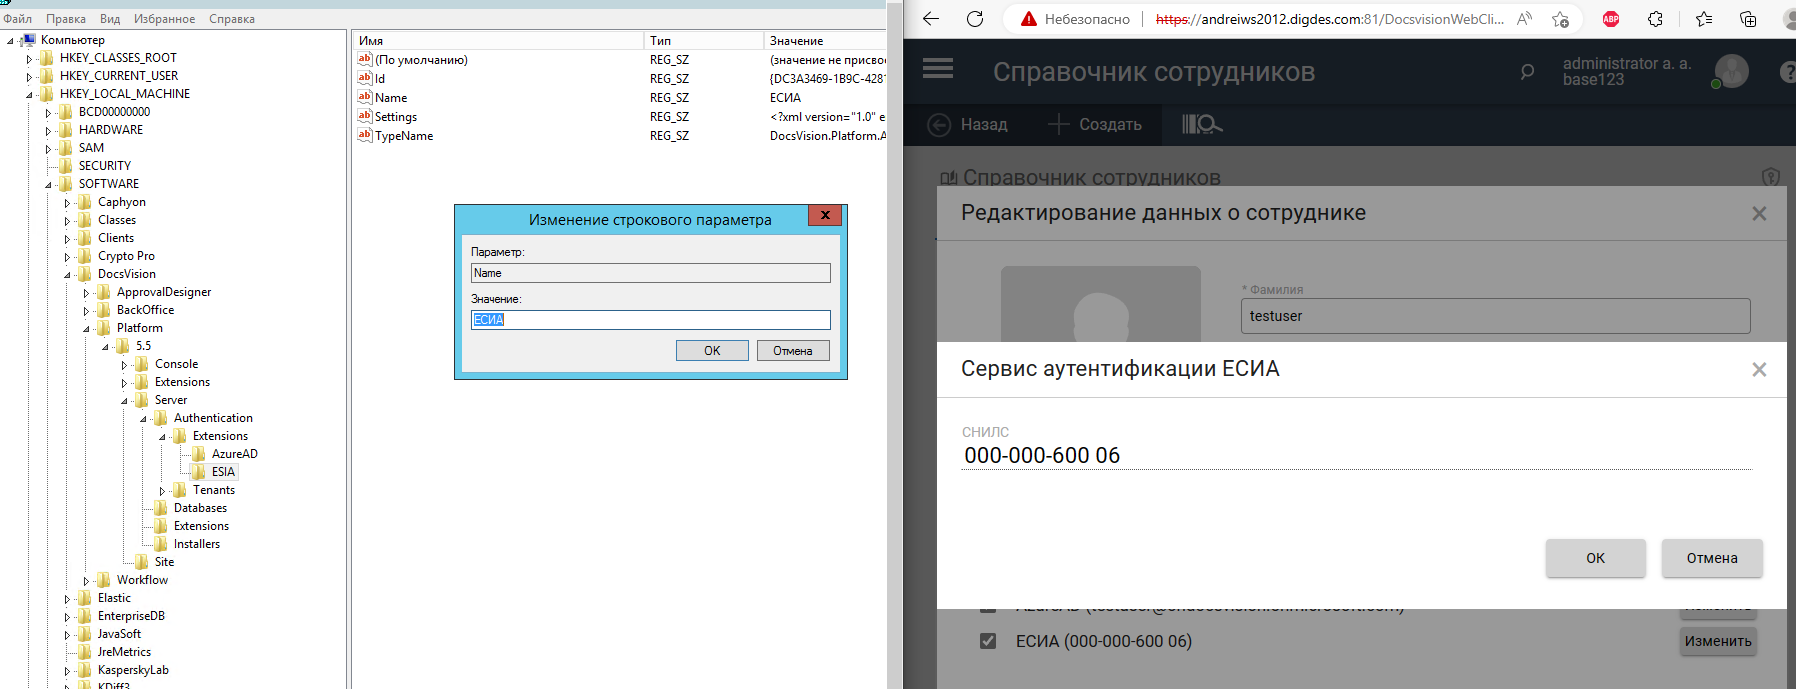 Файл Правка Вид Избранное Справка
Компьютер
HKEY_CLASSES_ROOT
HKEY_CURRENT_USER
HKEY_LOCAL_MACHINE
BCD00000000
HARDWARE
SAM
SECURITY
SOFTWARE
Caphyon
Classes
Clients
Crypto Pro
DocsVision
ApprovalDesigner
BackOffice
Platform
5.5
Console
Extensions
Server
Authentication
Extensions
AzureAD
ESIA
Tenants
Databases
Extensions
Installers
Site
Workflow
Elastic
EnterpriseDB
JavaSoft
JreMetrics
KasperskyLab
KDiff3
Имя Тип Значение
(По умолчанию) REG_SZ (значение не присво
Id REG_SZ {DC3A3469-1B9C-4281
Name REG_SZ ЕСИА
Settings REG_SZ <?xml version="1.0" e
TypeName REG_SZ DocsVision.Platform.A
Изменение строкового параметра
Параметр:
Name
Значение:
ЕСИА
OK Отмена
Небезопасно https://andreiws2012.digdes.com:81/DocsvisionWebCli...
ABP
Справочник сотрудников
administrator a. a.
base123
Назад Создать
Справочник сотрудников
Редактирование данных о сотруднике
* Фамилия
testuser
Сервис аутентификации ЕСИА
СНИЛС
000-000-600 06
ОК Отмена
ЕСИА (000-000-600 06) Изменить